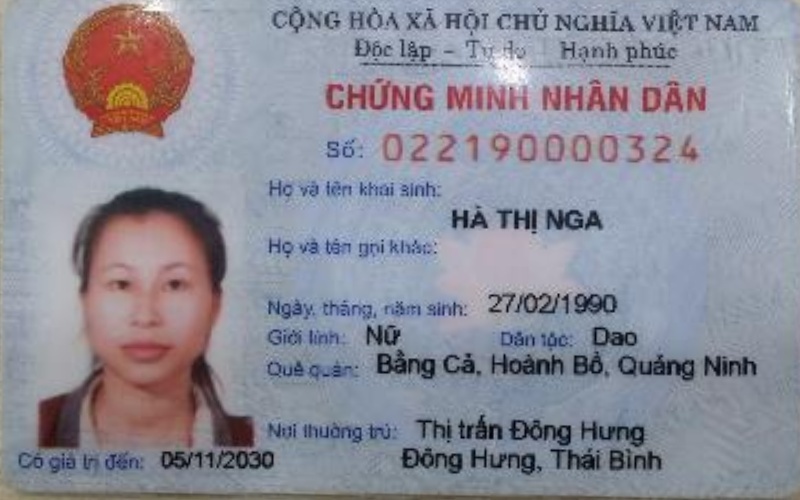 CỘNG HÒA XÃ HỘI CHỦ NGHĨA VIỆT NAM
Độc lập - Tự do Hạnh phúc
CHỨNG MINH NHÂN DÂN
Số: 022190000324
Họ và tên khai sinh:
HÀ THỊ NGA
Họ và tên gọi khác:
Ngày, tháng, năm sinh: 27/02/1990
Giới tính: Nữ Dân tộc: Dao
Quê quán: Bằng Cả, Hoành Bồ, Quảng Ninh
Nơi thường trú: Thị trấn Đông Hưng
Đông Hưng, Thái Bình
Có giá trị đến: 05/11/2030